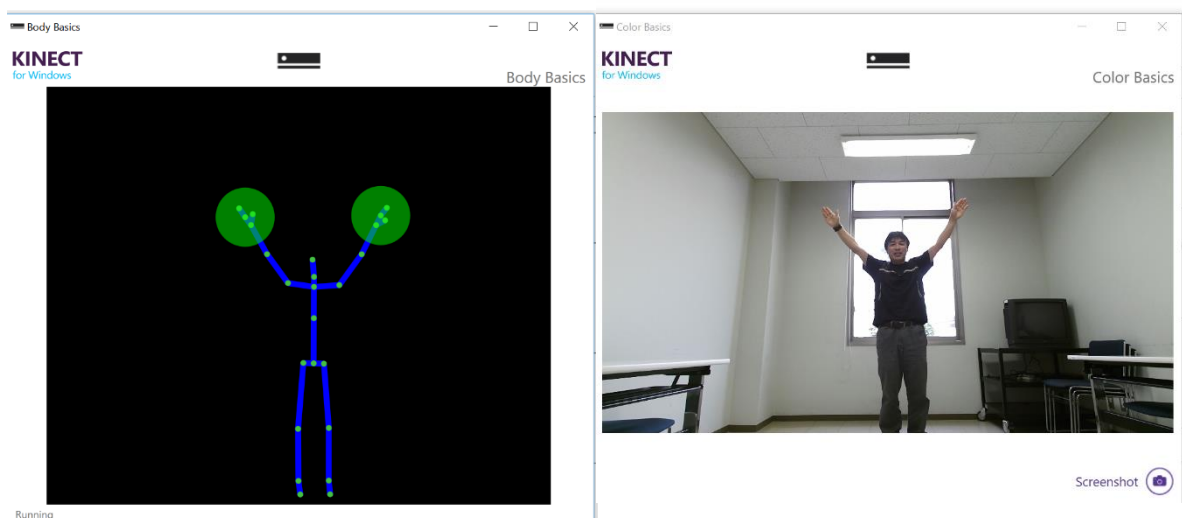 Body Basics
KINECT
for Windows
Body Basics
Running
Color Basics
KINECT
for Windows
Color Basics
Screenshot